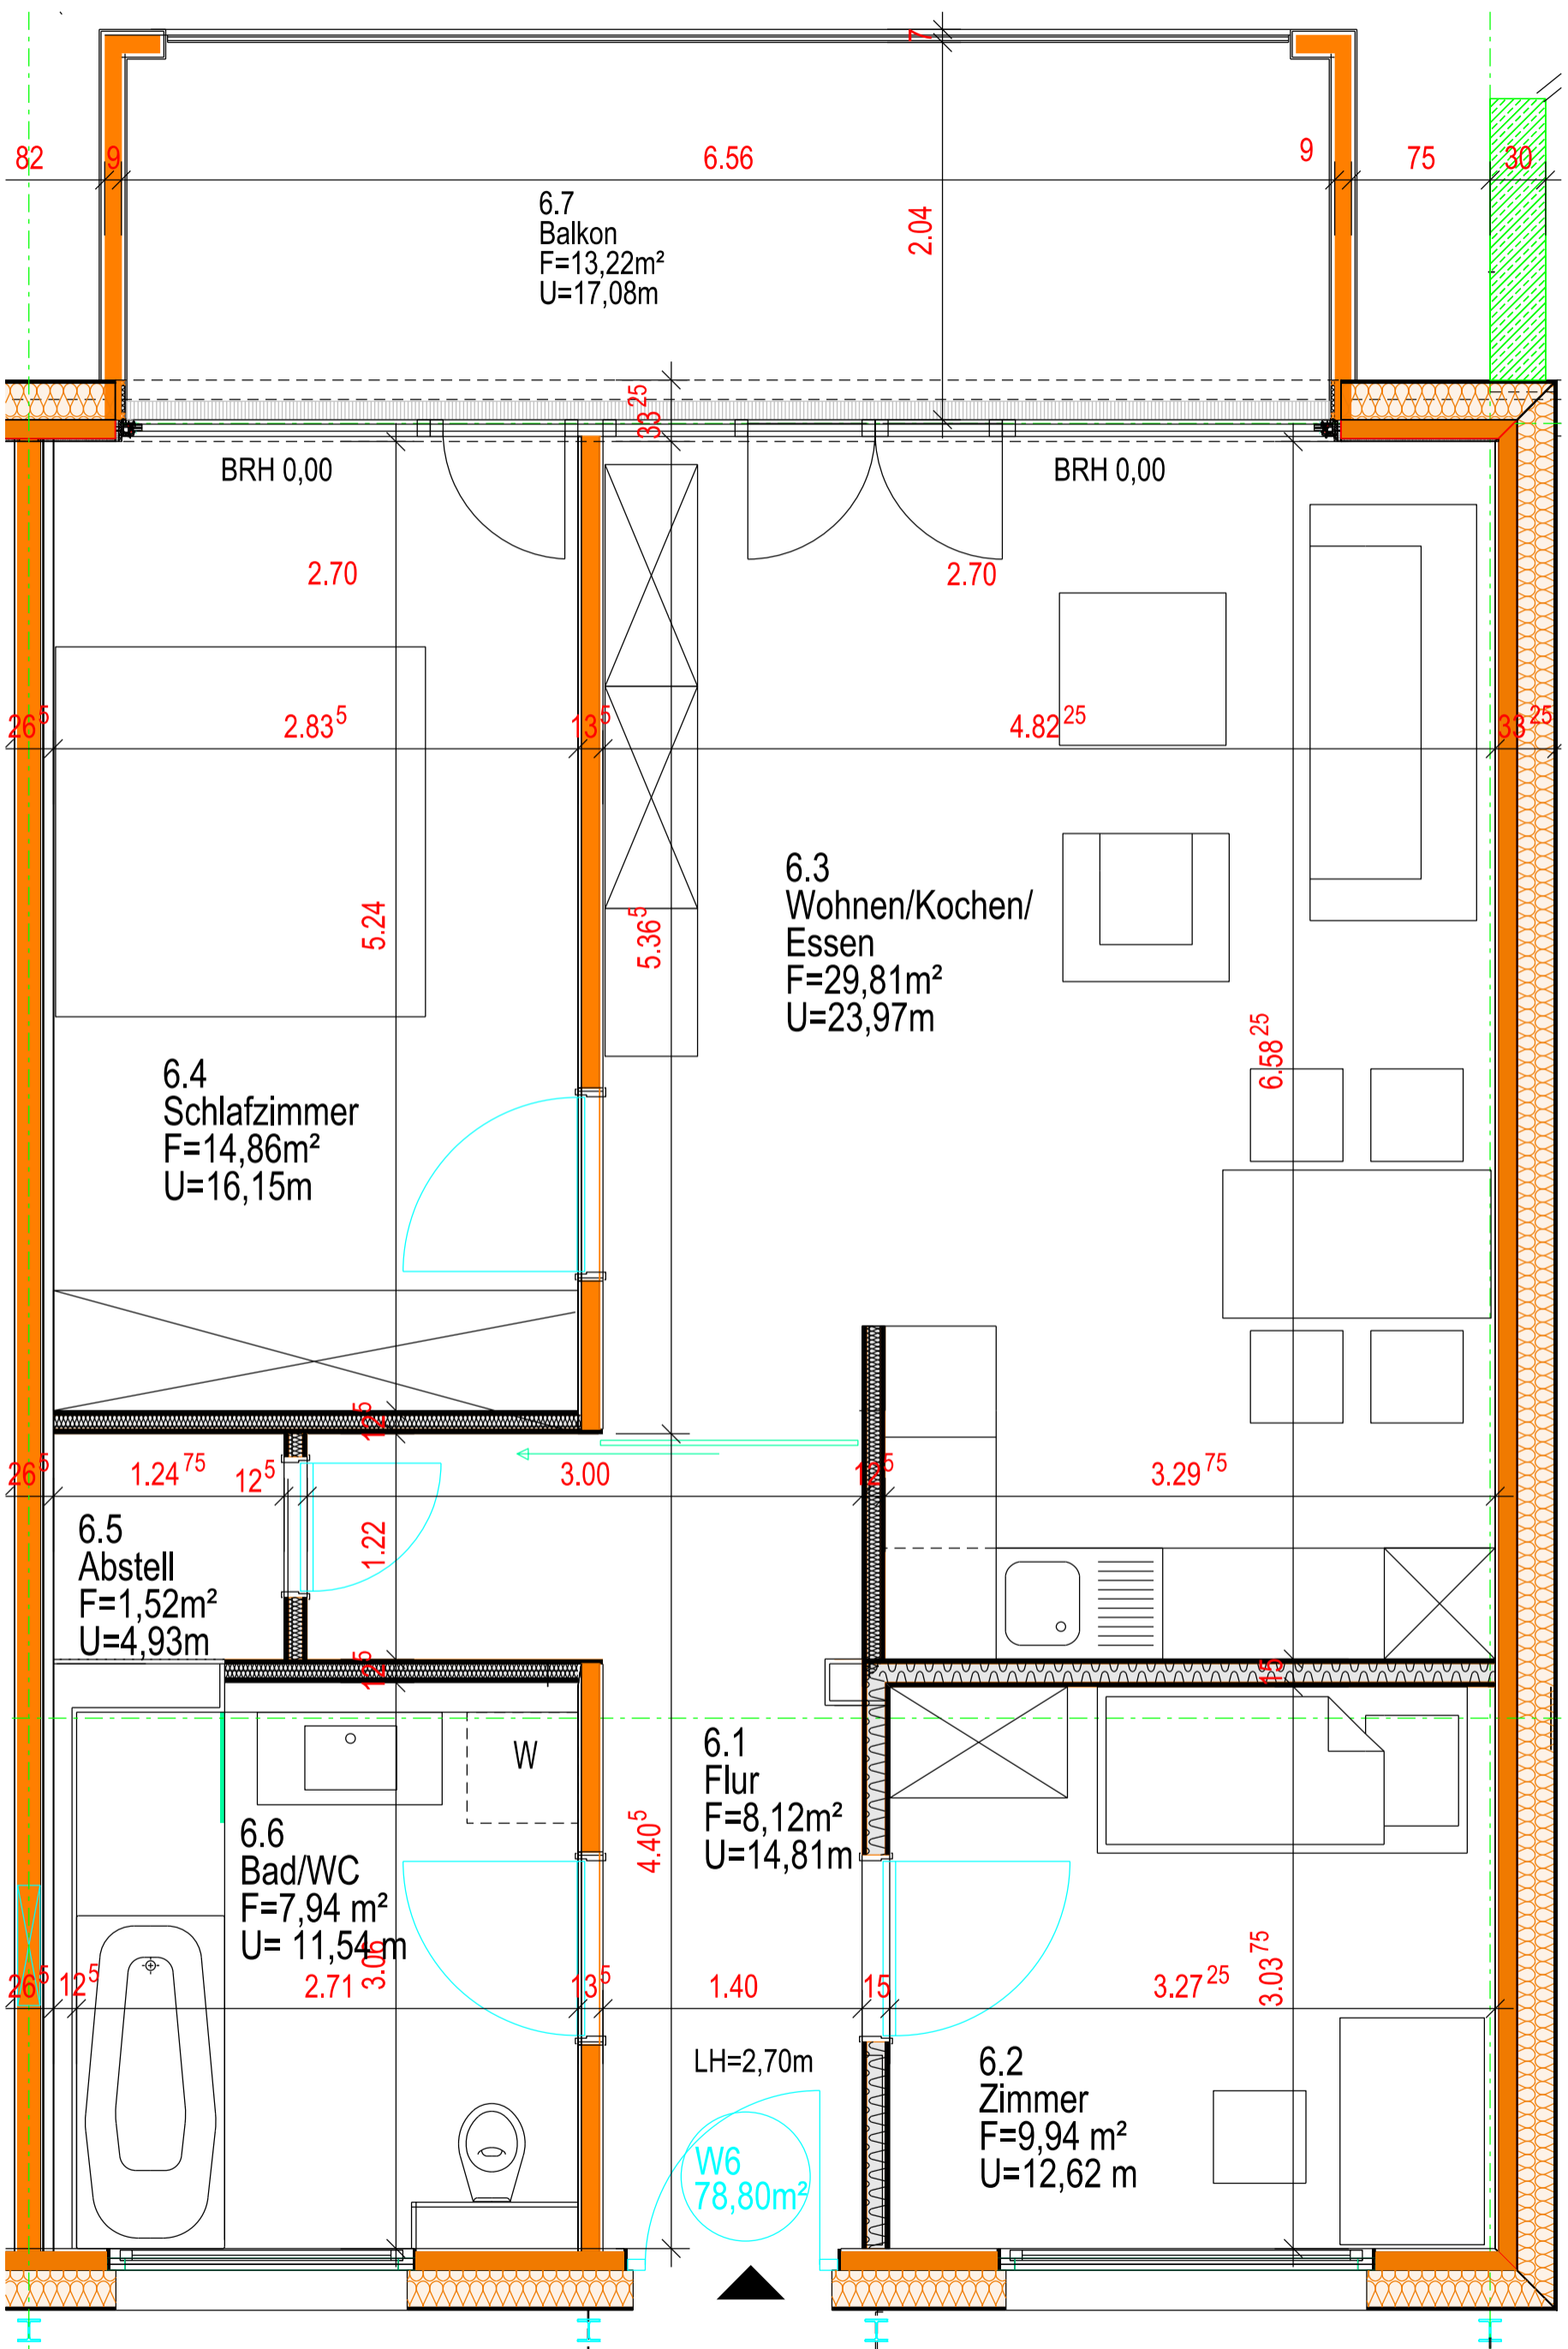 7
82
9
6.56
9
75
30
6.7
Balkon
F=13,22m²
U=17,08m
2.04
33 25
BRH 0,00
BRH 0,00
2.70
2.70
26 5
2.83 5
13 5
4.82 25
33 25
6.3
Wohnen/Kochen/
Essen
F=29,81m²
U=23,97m
5.24
5.36 5
6.58 25
6.4
Schlafzimmer
F=14,86m²
U=16,15m
12 5
26 5
1.24 75
12 5
3.00
12 5
3.29 75
6.5
Abstell
F=1,52m²
U=4,93m
1.22
12 5
15
6.1
Flur
F=8,12m²
U=14,81m
W
6.6
Bad/WC
F=7,94 m²
U= 11,54 m
4.40 5
3.06
3.03 75
26 5
12 5
2.71
13 5
1.40
15
3.27 25
LH=2,70m
6.2
Zimmer
F=9,94 m²
U=12,62 m
W6
78,80m²